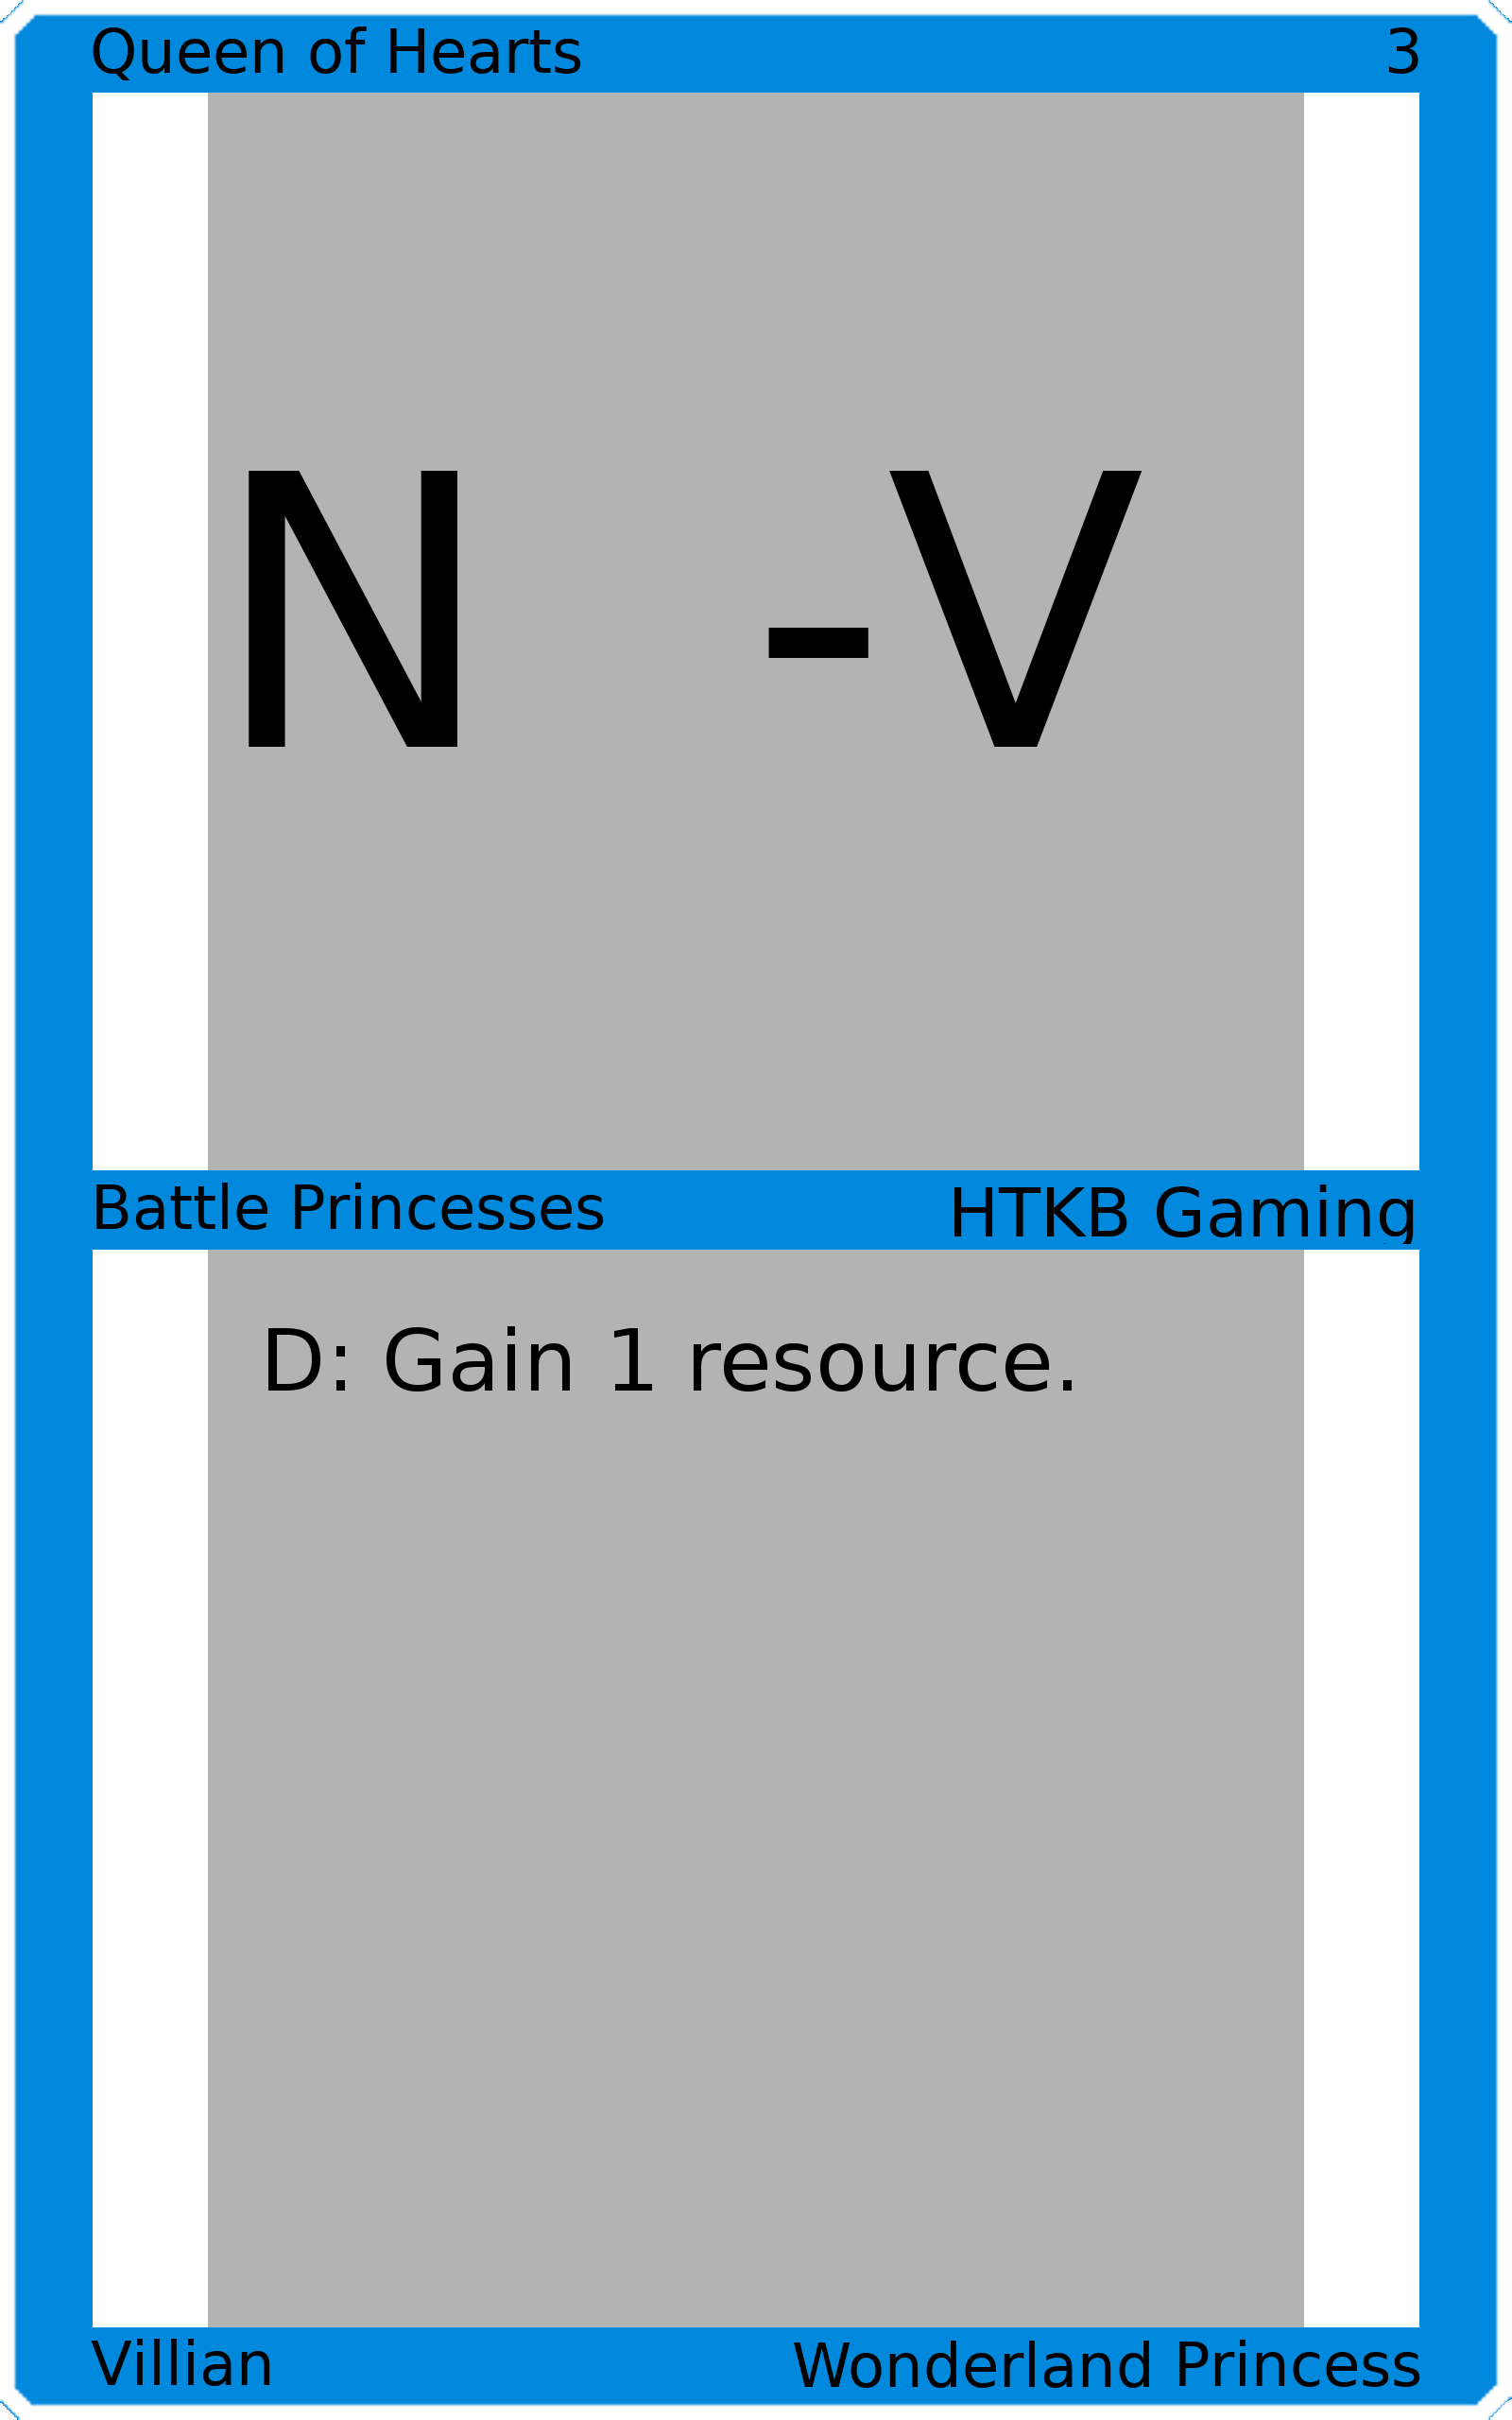 Queen of Hearts 3
N -V
Battle Princesses HTKB Gaming
D: Gain 1 resource.
Villian Wonderland Princess